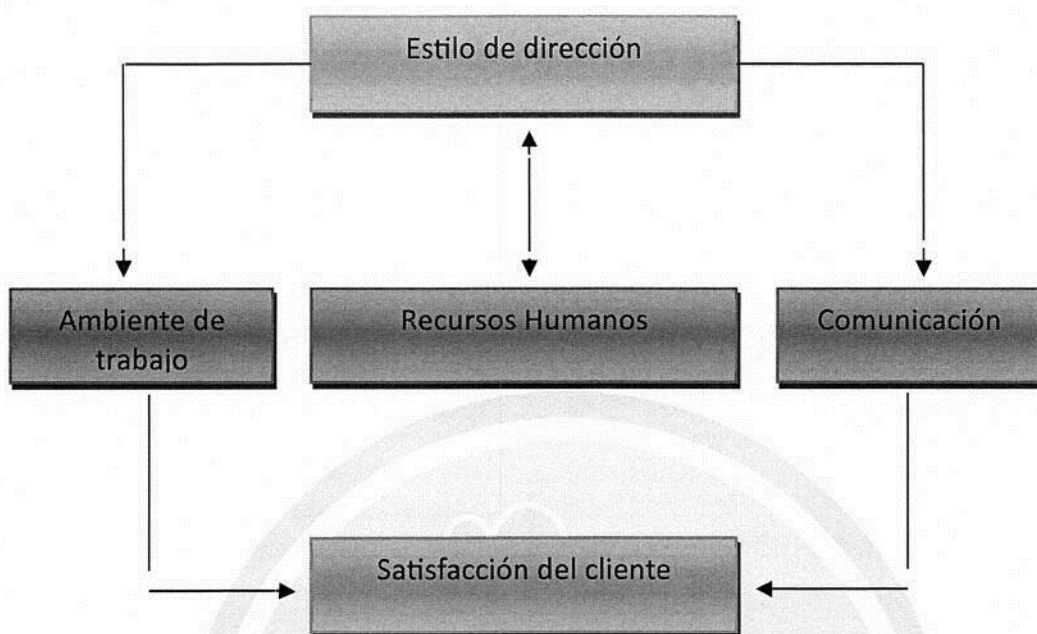 Estilo de dirección
Ambiente de
trabajo
Recursos Humanos
Comunicación
Satisfacción del cliente